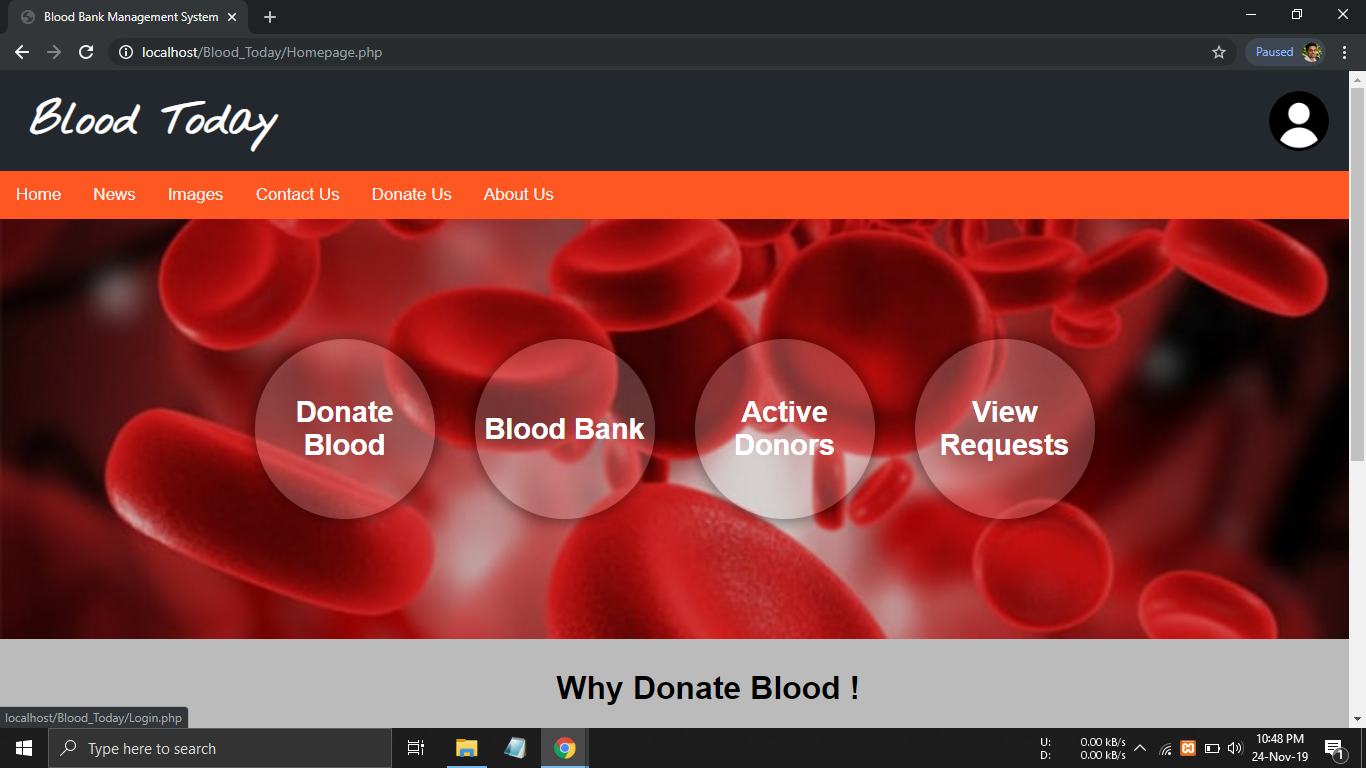 Blood Bank Management System
localhost/Blood_Today/Homepage.php
Paused
Blood Today
Home News Images Contact Us Donate Us About Us
Donate
Blood
Blood Bank
Active
Donors
View
Requests
Why Donate Blood !
localhost/Blood_Today/Login.php
Type here to search
U: 0.00 kB/s
D: 0.00 kB/s
10:48 PM
24-Nov-19
1